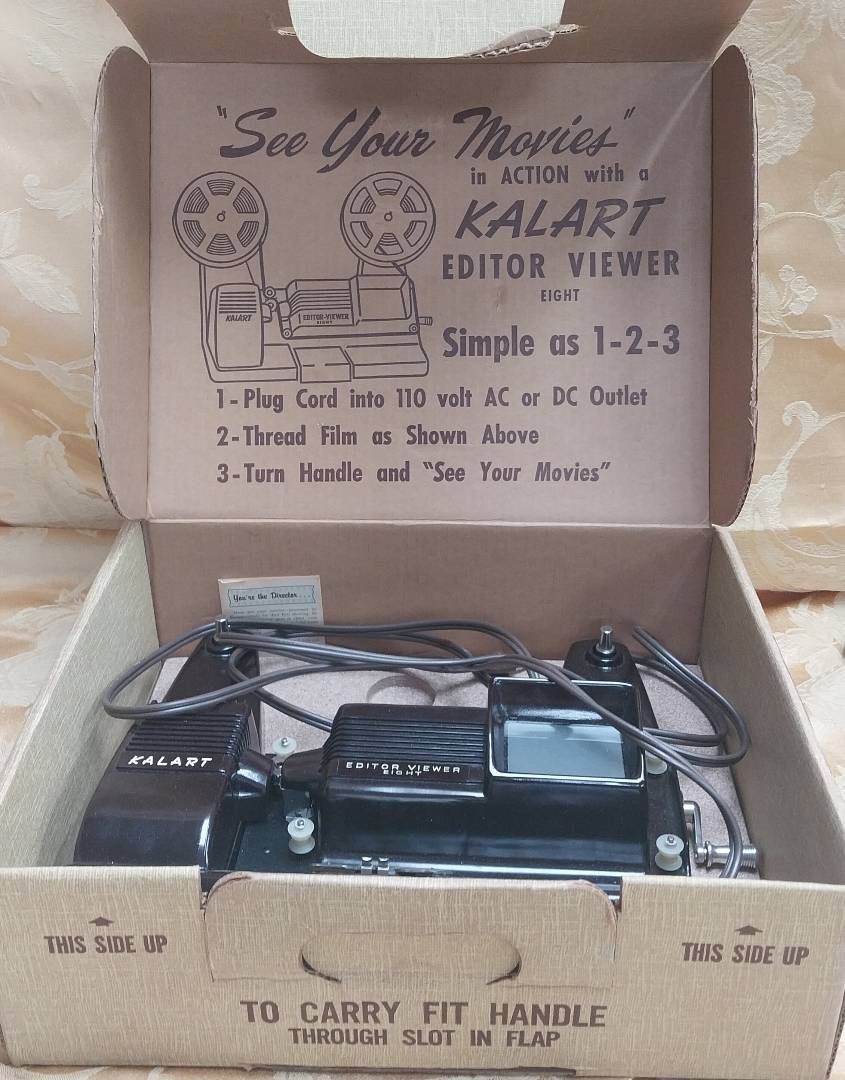 "See Your Movies"
in ACTION with a
KALART
EDITOR VIEWER
EIGHT
KALART
EDITOR-VIEWER
EIGHT
Simple as 1-2-3
1-Plug Cord into 110 volt AC or DC Outlet
2-Thread Film as Shown Above
3-Turn Handle and "See Your Movies"
You're the Director...
KALART
EDITOR VIEWER
EIGHT
THIS SIDE UP
THIS SIDE UP
TO CARRY FIT HANDLE
THROUGH SLOT IN FLAP